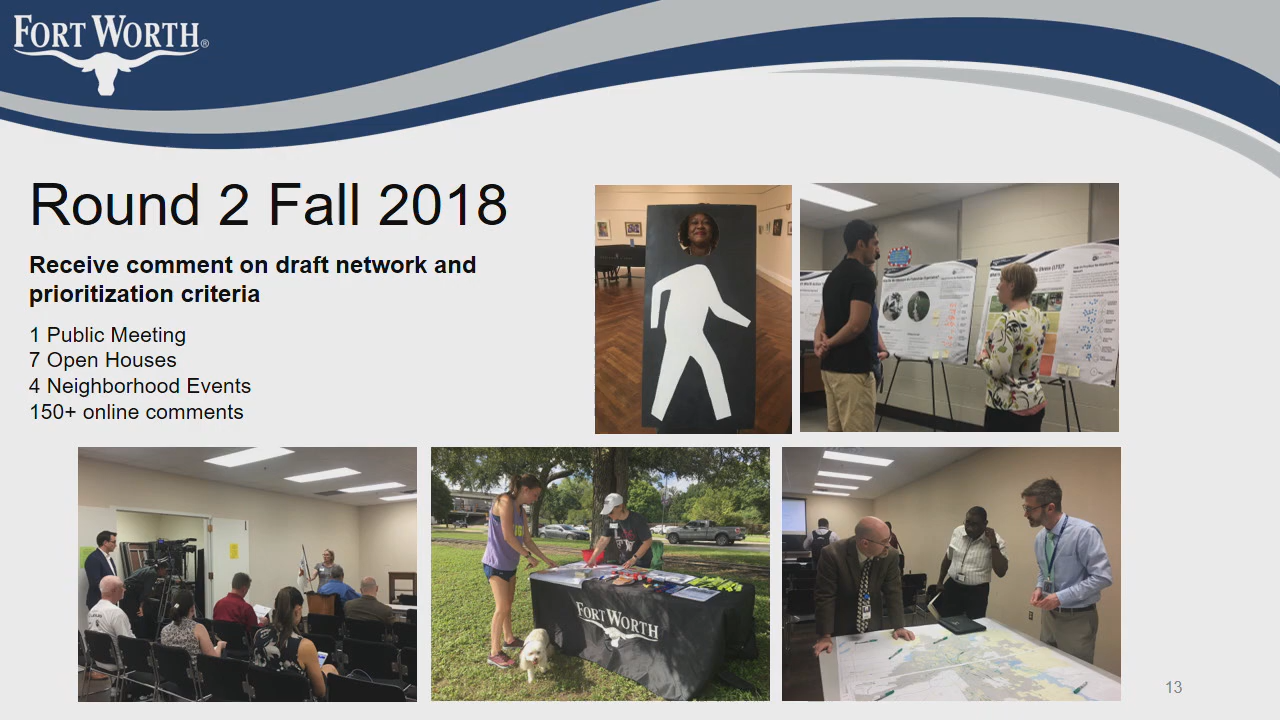 FORT WORTH®
Round 2 Fall 2018
Receive comment on draft network and
prioritization criteria
1 Public Meeting
7 Open Houses
4 Neighborhood Events
150+ online comments
FORT WORTH
13